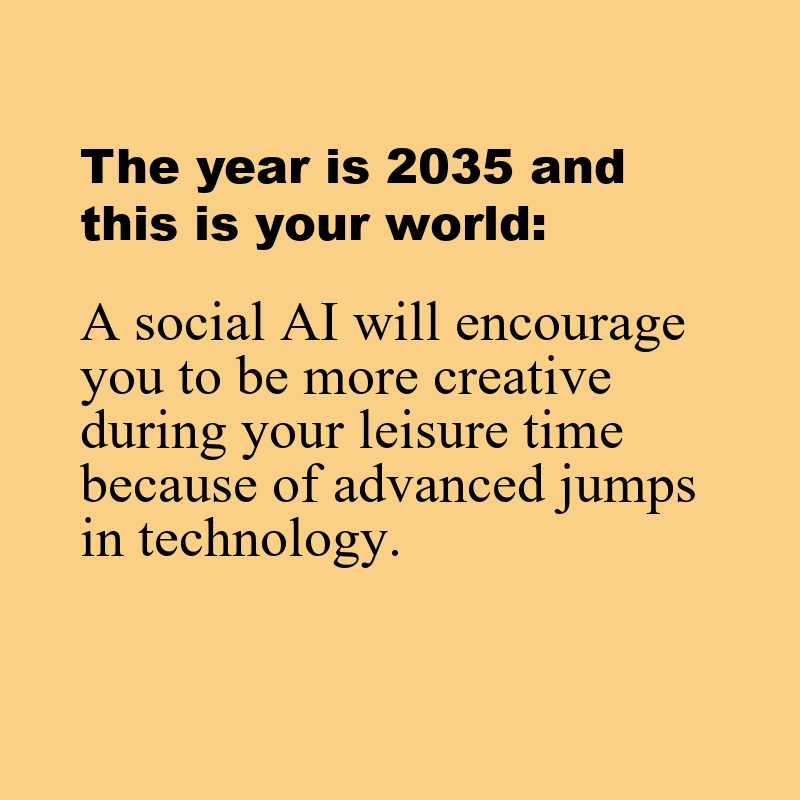 The year is 2035 and
this is your world:
A social AI will encourage
you to be more creative
during your leisure time
because of advanced jumps
in technology.